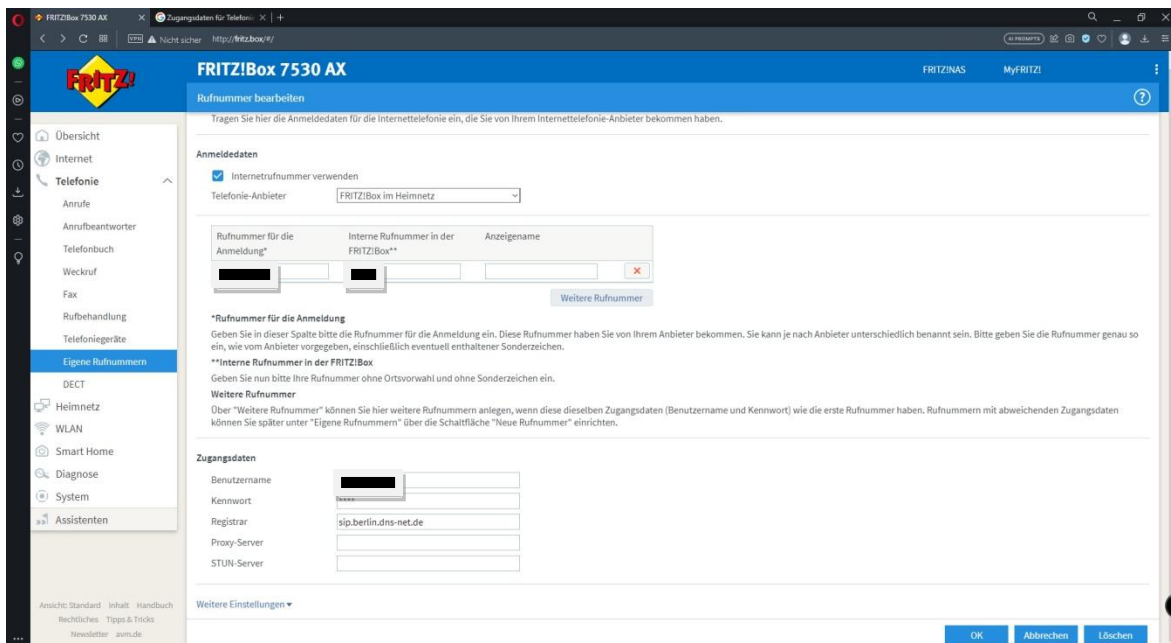 FRITZ!Box 7530 AX
Zugangsdaten für Telefonie
VPN
Nicht sicher
http://fritz.box/#/
AI PROMPTS
FRITZ!
FRITZ!Box 7530 AX
FRITZ!NAS
MyFRITZ!
Rufnummer bearbeiten
Übersicht
Internet
Telefonie
Anrufe
Anrufbeantworter
Telefonbuch
Weckruf
Fax
Rufbehandlung
Telefoniegeräte
Eigene Rufnummern
DECT
Heimnetz
WLAN
Smart Home
Diagnose
System
Assistenten
Ansicht: Standard Inhalt Handbuch
Rechtliches Tipps & Tricks
Newsletter avm.de
Tragen Sie hier die Anmeldedaten für die Internettelefonie ein, die Sie von Ihrem Internettelefonie-Anbieter bekommen haben.
Anmeldedaten
Internetrufnummer verwenden
Telefonie-Anbieter
FRITZ!Box im Heimnetz
Rufnummer für die
Anmeldung*
Interne Rufnummer in der
FRITZ!Box**
Anzeigename
Weitere Rufnummer
*Rufnummer für die Anmeldung
Geben Sie in dieser Spalte bitte die Rufnummer für die Anmeldung ein. Diese Rufnummer haben Sie von Ihrem Anbieter bekommen. Sie kann je nach Anbieter unterschiedlich benannt sein. Bitte geben Sie die Rufnummer genau so
ein, wie vom Anbieter vorgegeben, einschließlich eventuell enthaltener Sonderzeichen.
**Interne Rufnummer in der FRITZ!Box
Geben Sie nun bitte Ihre Rufnummer ohne Ortsvorwahl und ohne Sonderzeichen ein.
Weitere Rufnummer
Über "Weitere Rufnummer" können Sie hier weitere Rufnummern anlegen, wenn diese dieselben Zugangsdaten (Benutzername und Kennwort) wie die erste Rufnummer haben. Rufnummern mit abweichenden Zugangsdaten
können Sie später unter "Eigene Rufnummern" über die Schaltfläche "Neue Rufnummer" einrichten.
Zugangsdaten
Benutzername
Kennwort
****
Registrar
sip.berlin.dns-net.de
Proxy-Server
STUN-Server
Weitere Einstellungen
OK
Abbrechen
Löschen